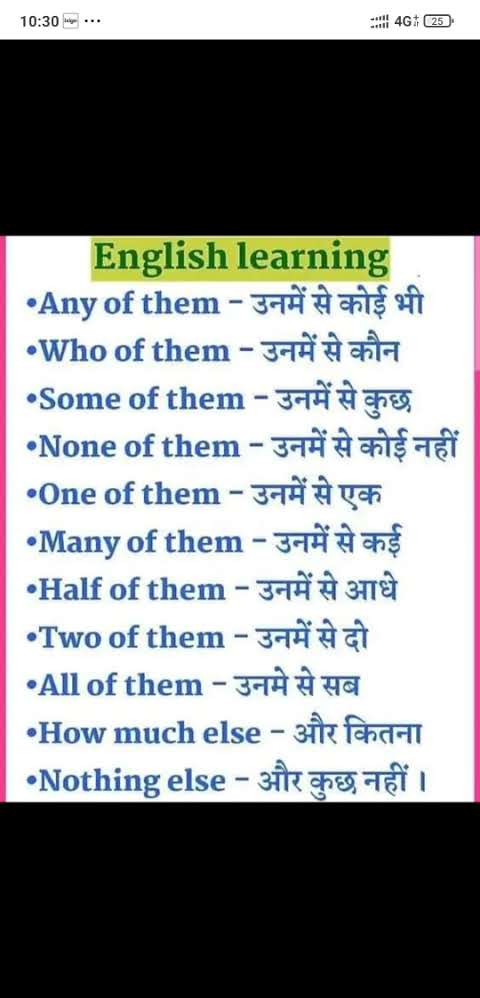 10:30 ...
4G 25
English learning
•Any of them – उनमें से कोई भी
•Who of them – उनमें से कौन
•Some of them – उनमें से कुछ
•None of them – उनमें से कोई नहीं
•One of them – उनमें से एक
•Many of them – उनमें से कई
•Half of them – उनमें से आधे
•Two of them – उनमें से दो
•All of them – उनमे से सब
•How much else – और कितना
•Nothing else – और कुछ नहीं ।